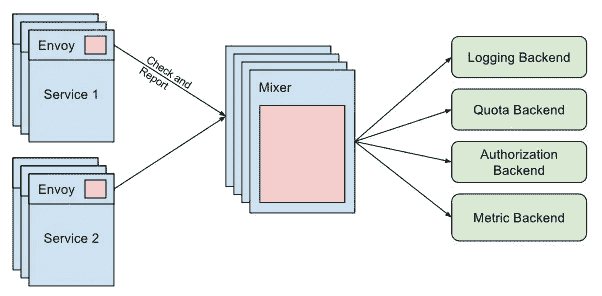 Envoy
Service 1
Check and
Report
Envoy
Service 2
Mixer
Logging Backend
Quota Backend
Authorization
Backend
Metric Backend